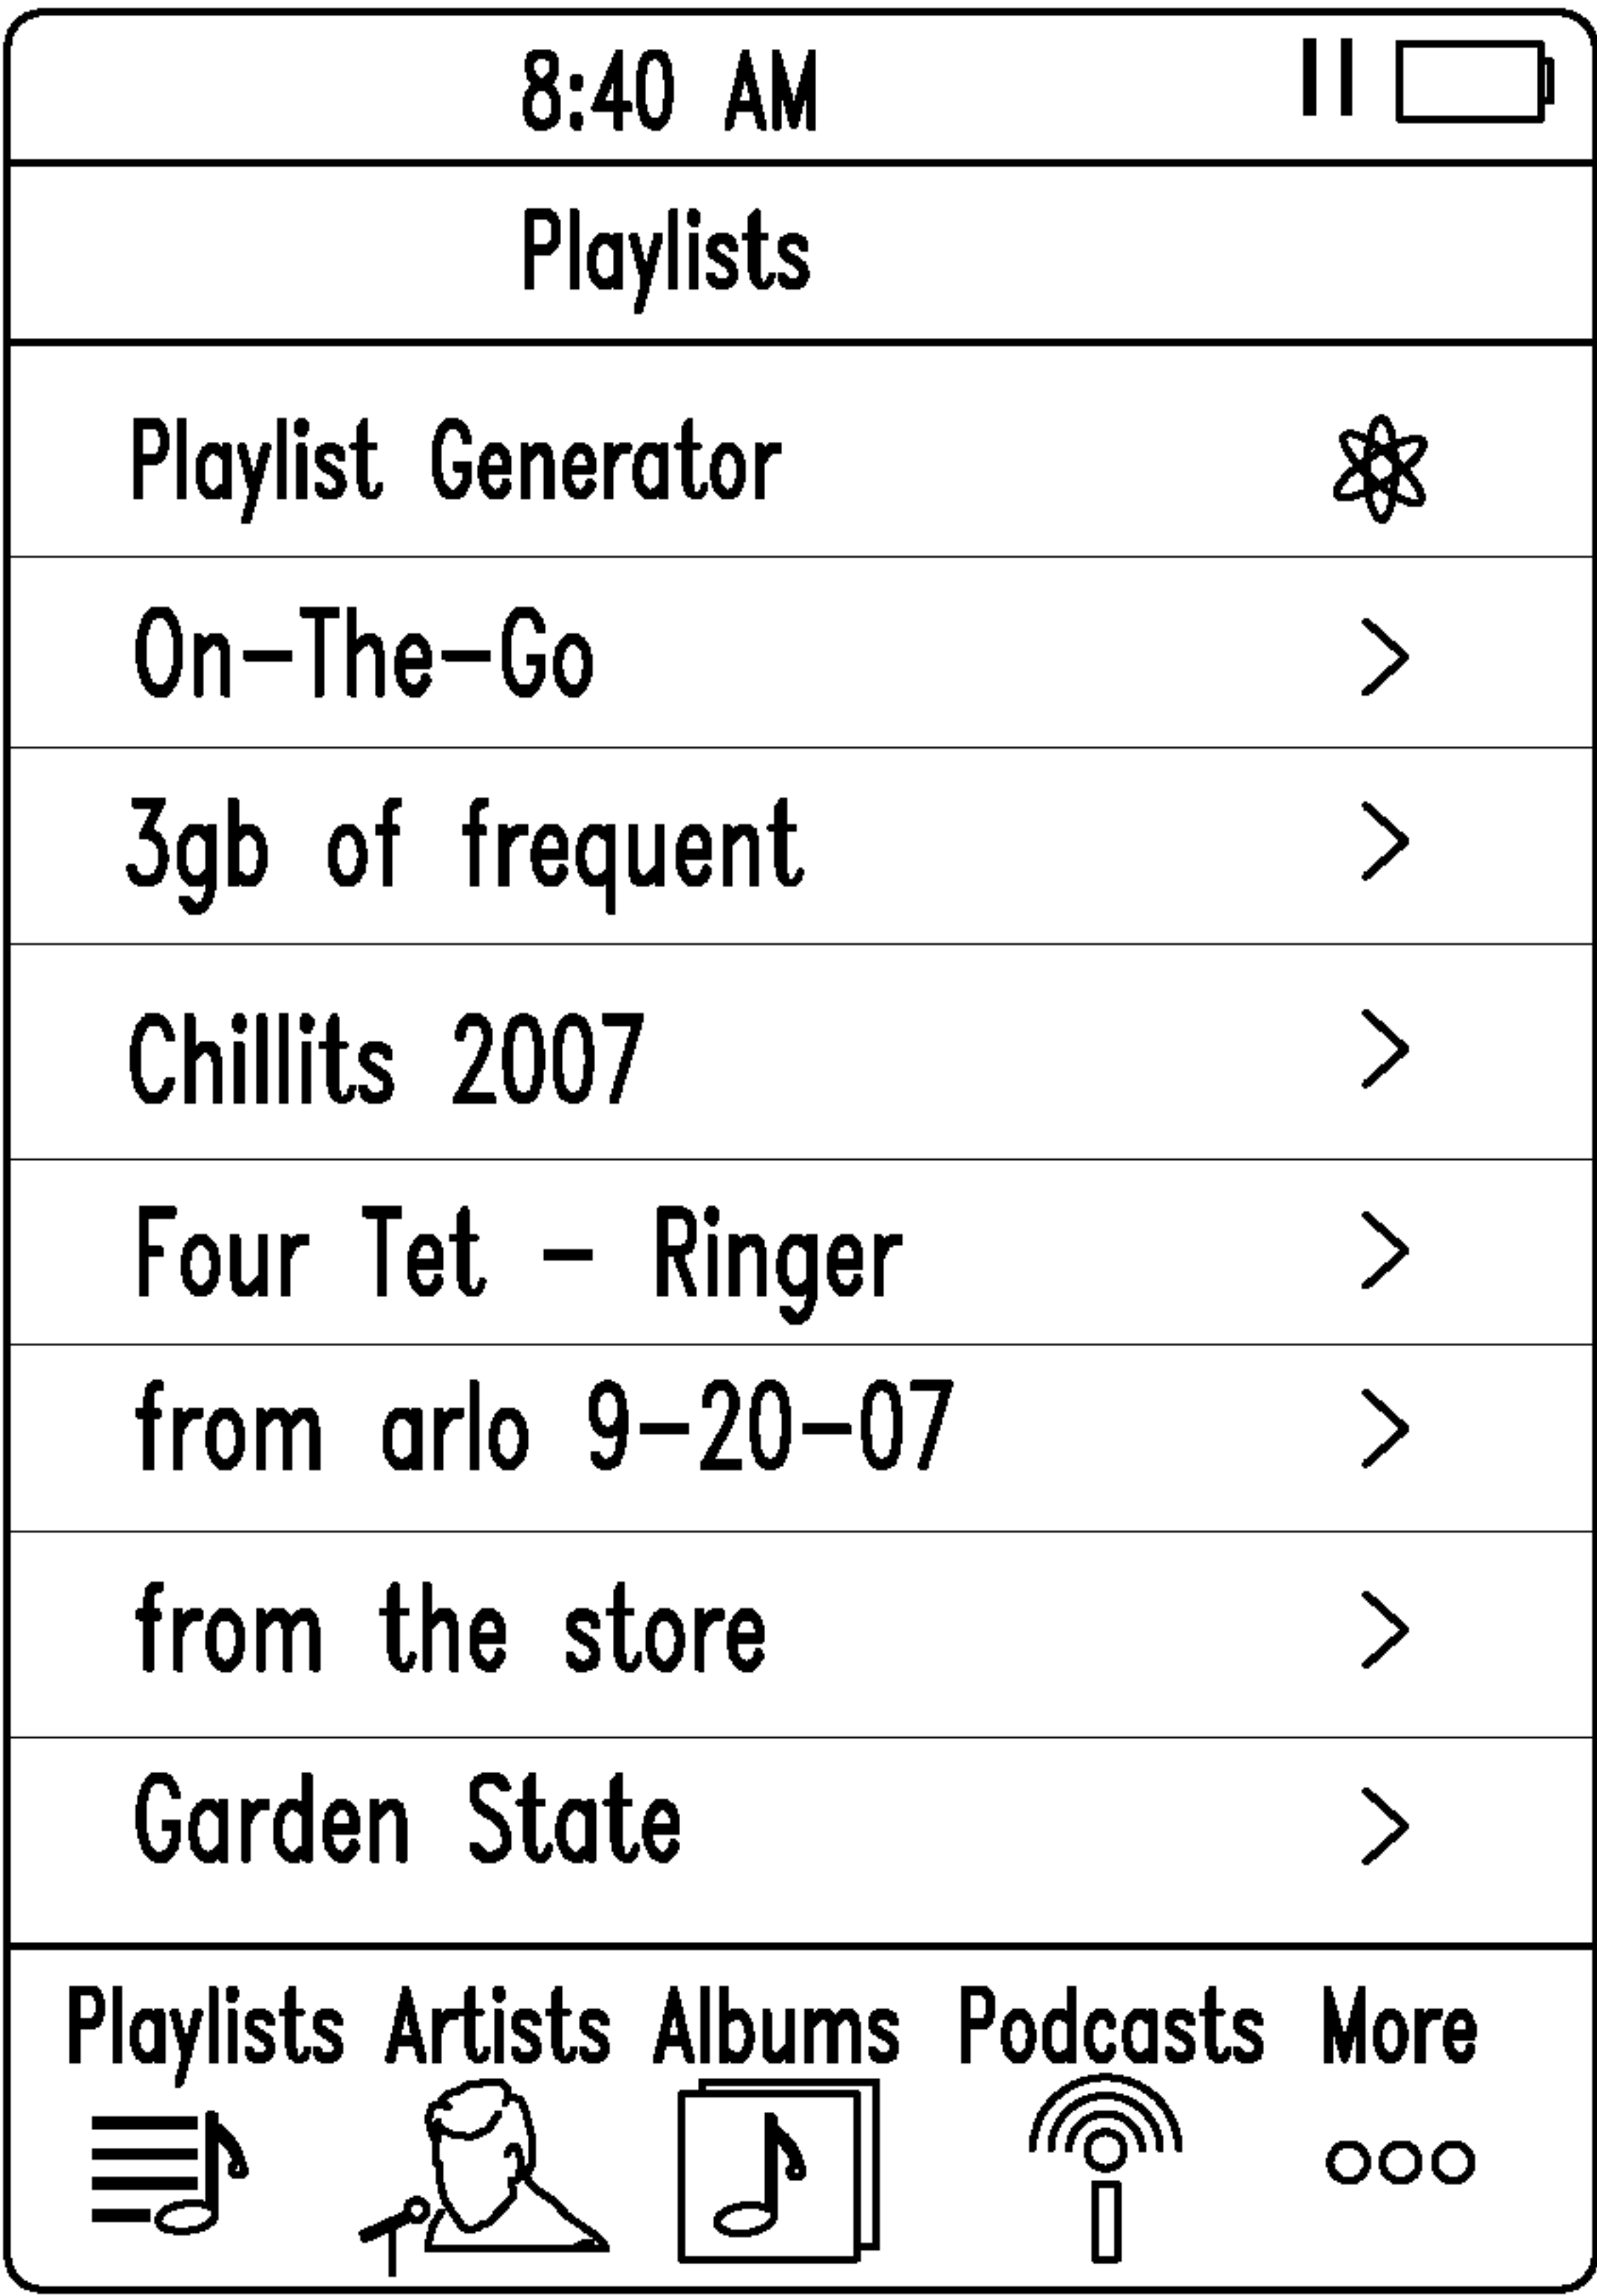 8:40 AM
Playlists
Playlist Generator
On-The-Go
3gb of frequent
Chillits 2007
Four Tet - Ringer
from arlo 9-20-07
from the store
Garden State
Playlists Artists Albums Podcasts More